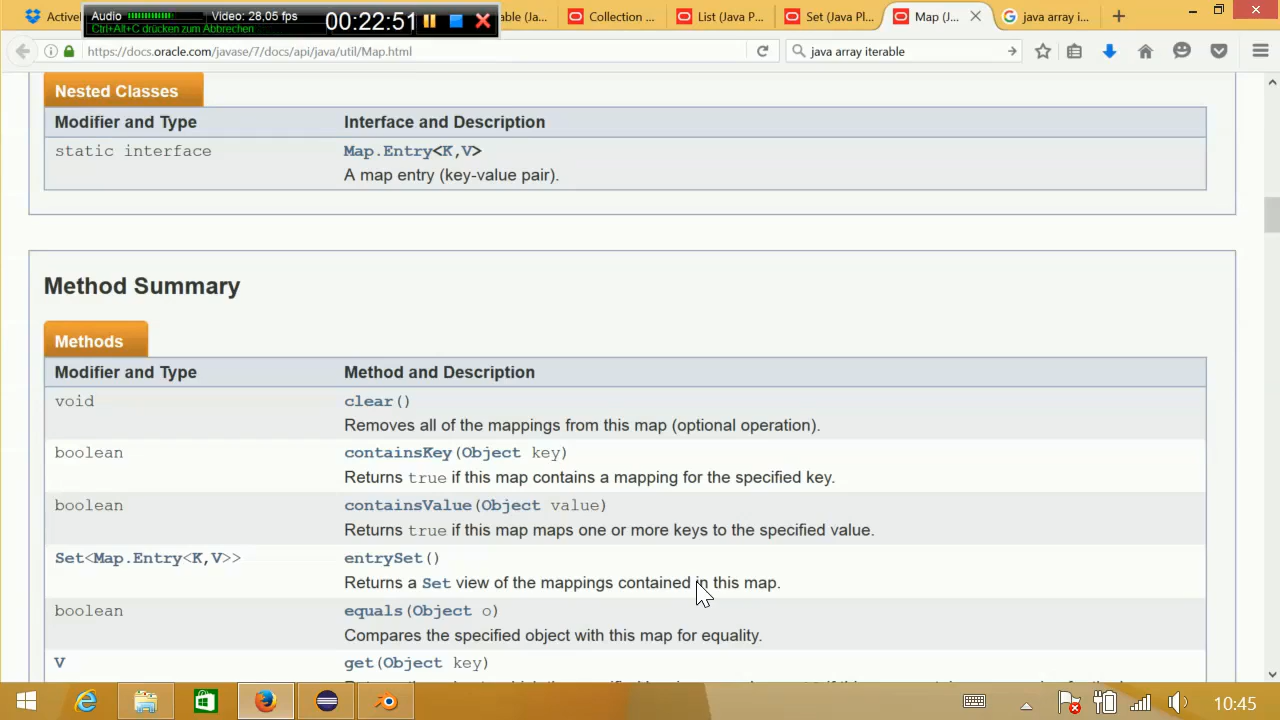 Activ
able (Ja...
Collection ...
List (Java P...
Set (Java Pl...
Map (
java array i...
Audio
Video: 28,05 fps
Ctrl+Alt+C drücken zum Abbrechen
00:22:51
https://docs.oracle.com/javase/7/docs/api/java/util/Map.html
java array iterable
Nested Classes
Modifier and Type Interface and Description
static interface Map.Entry<K,V>
A map entry (key-value pair).
Method Summary
Methods
Modifier and Type Method and Description
void clear()
Removes all of the mappings from this map (optional operation).
boolean containsKey(Object key)
Returns true if this map contains a mapping for the specified key.
boolean containsValue(Object value)
Returns true if this map maps one or more keys to the specified value.
Set<Map.Entry<K,V>> entrySet()
Returns a Set view of the mappings contained in this map.
boolean equals(Object o)
Compares the specified object with this map for equality.
V get(Object key)
10:45